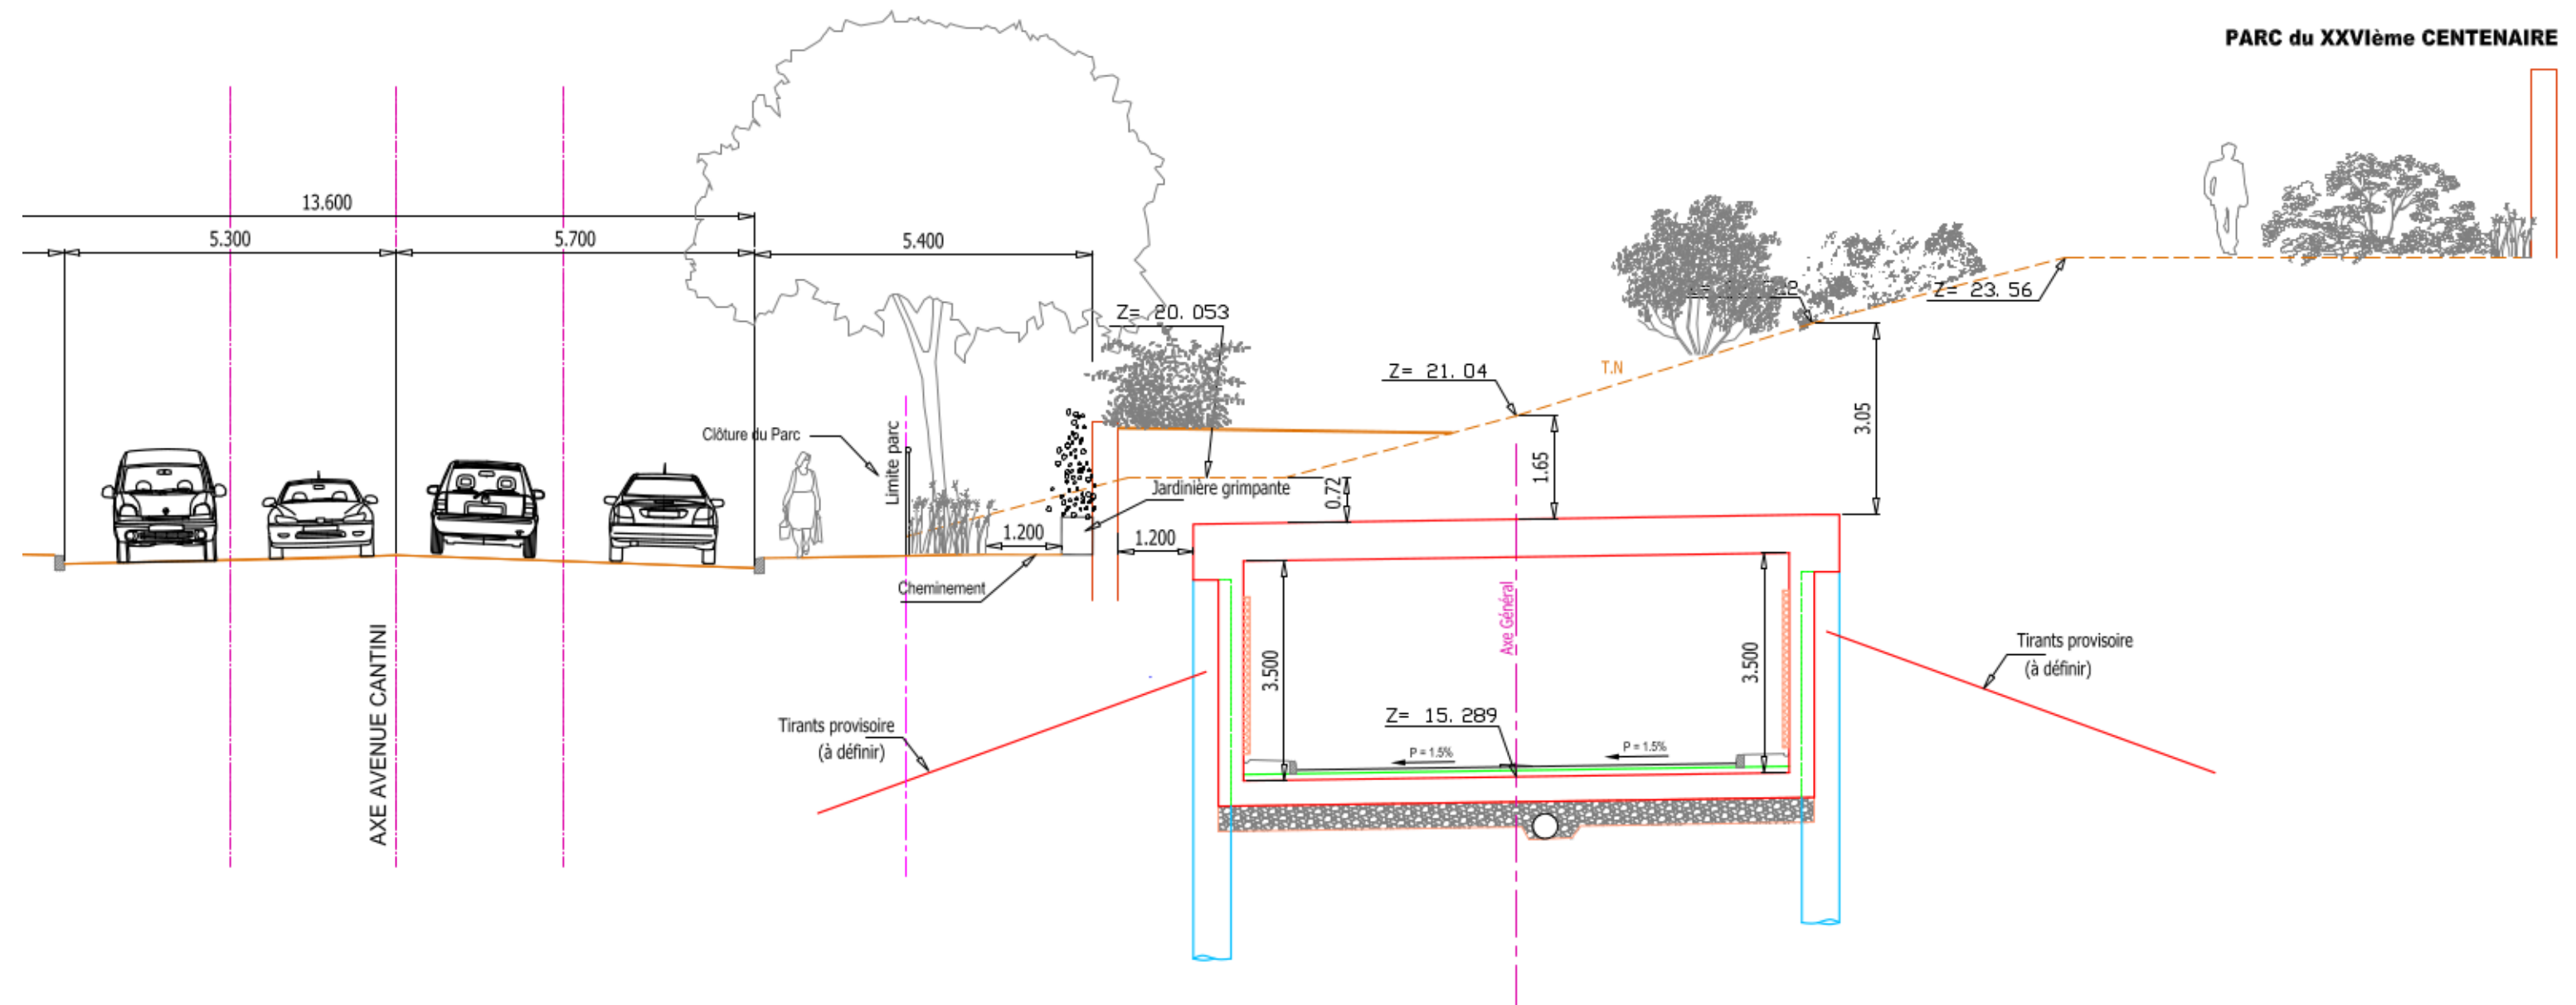 PARC du XXVIème CENTENAIRE
13.600
5.300
5.700
5.400
Z= 20. 053
Z= 23. 56
T.N
Z= 21. 04
3.05
Clôture du Parc
Limite parc
1.65
Jardinière grimpante
0.72
1.200
1.200
Cheminement
Axe Général
AXE AVENUE CANTINI
Tirants provisoire
(à définir)
3.500
3.500
Z= 15. 289
Tirants provisoire
(à définir)
P = 1.5%
P = 1.5%